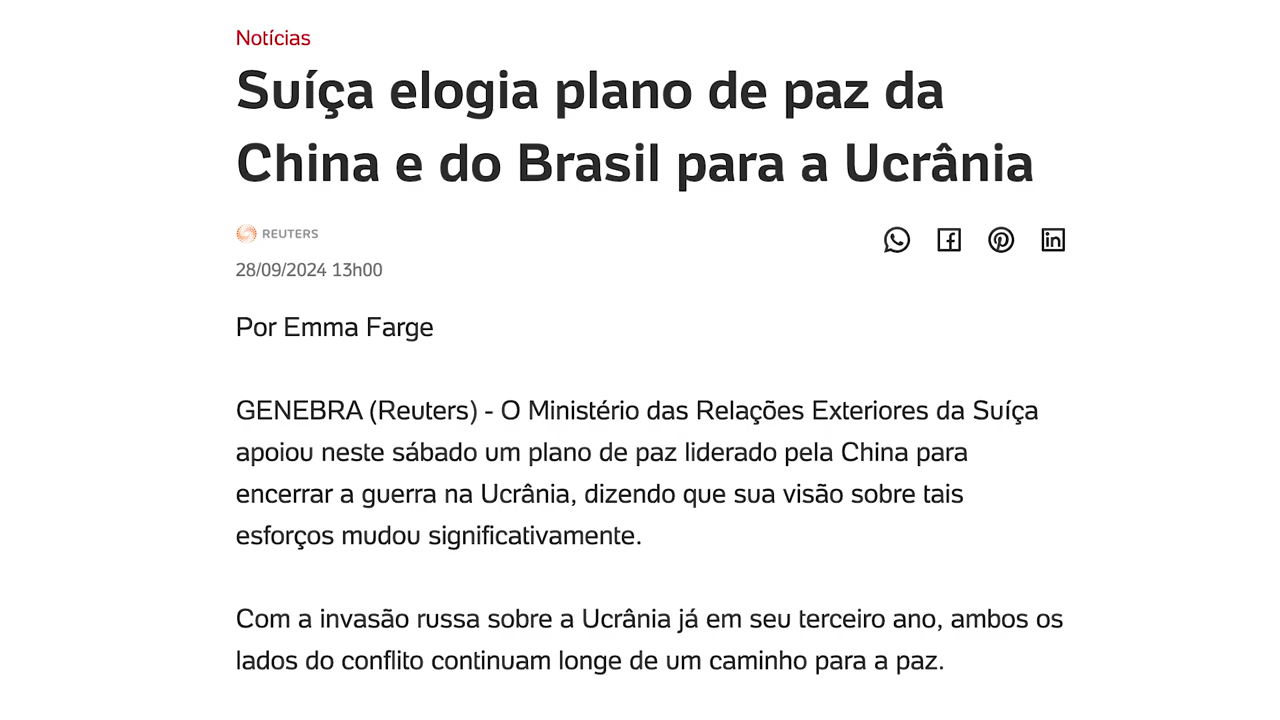 Notícias
Suíça elogia plano de paz da
China e do Brasil para a Ucrânia
REUTERS
28/09/2024 13h00
Por Emma Farge
GENEBRA (Reuters) - O Ministério das Relações Exteriores da Suíça
apoiou neste sábado um plano de paz liderado pela China para
encerrar a guerra na Ucrânia, dizendo que sua visão sobre tais
esforços mudou significativamente.
Com a invasão russa sobre a Ucrânia já em seu terceiro ano, ambos os
lados do conflito continuam longe de um caminho para a paz.